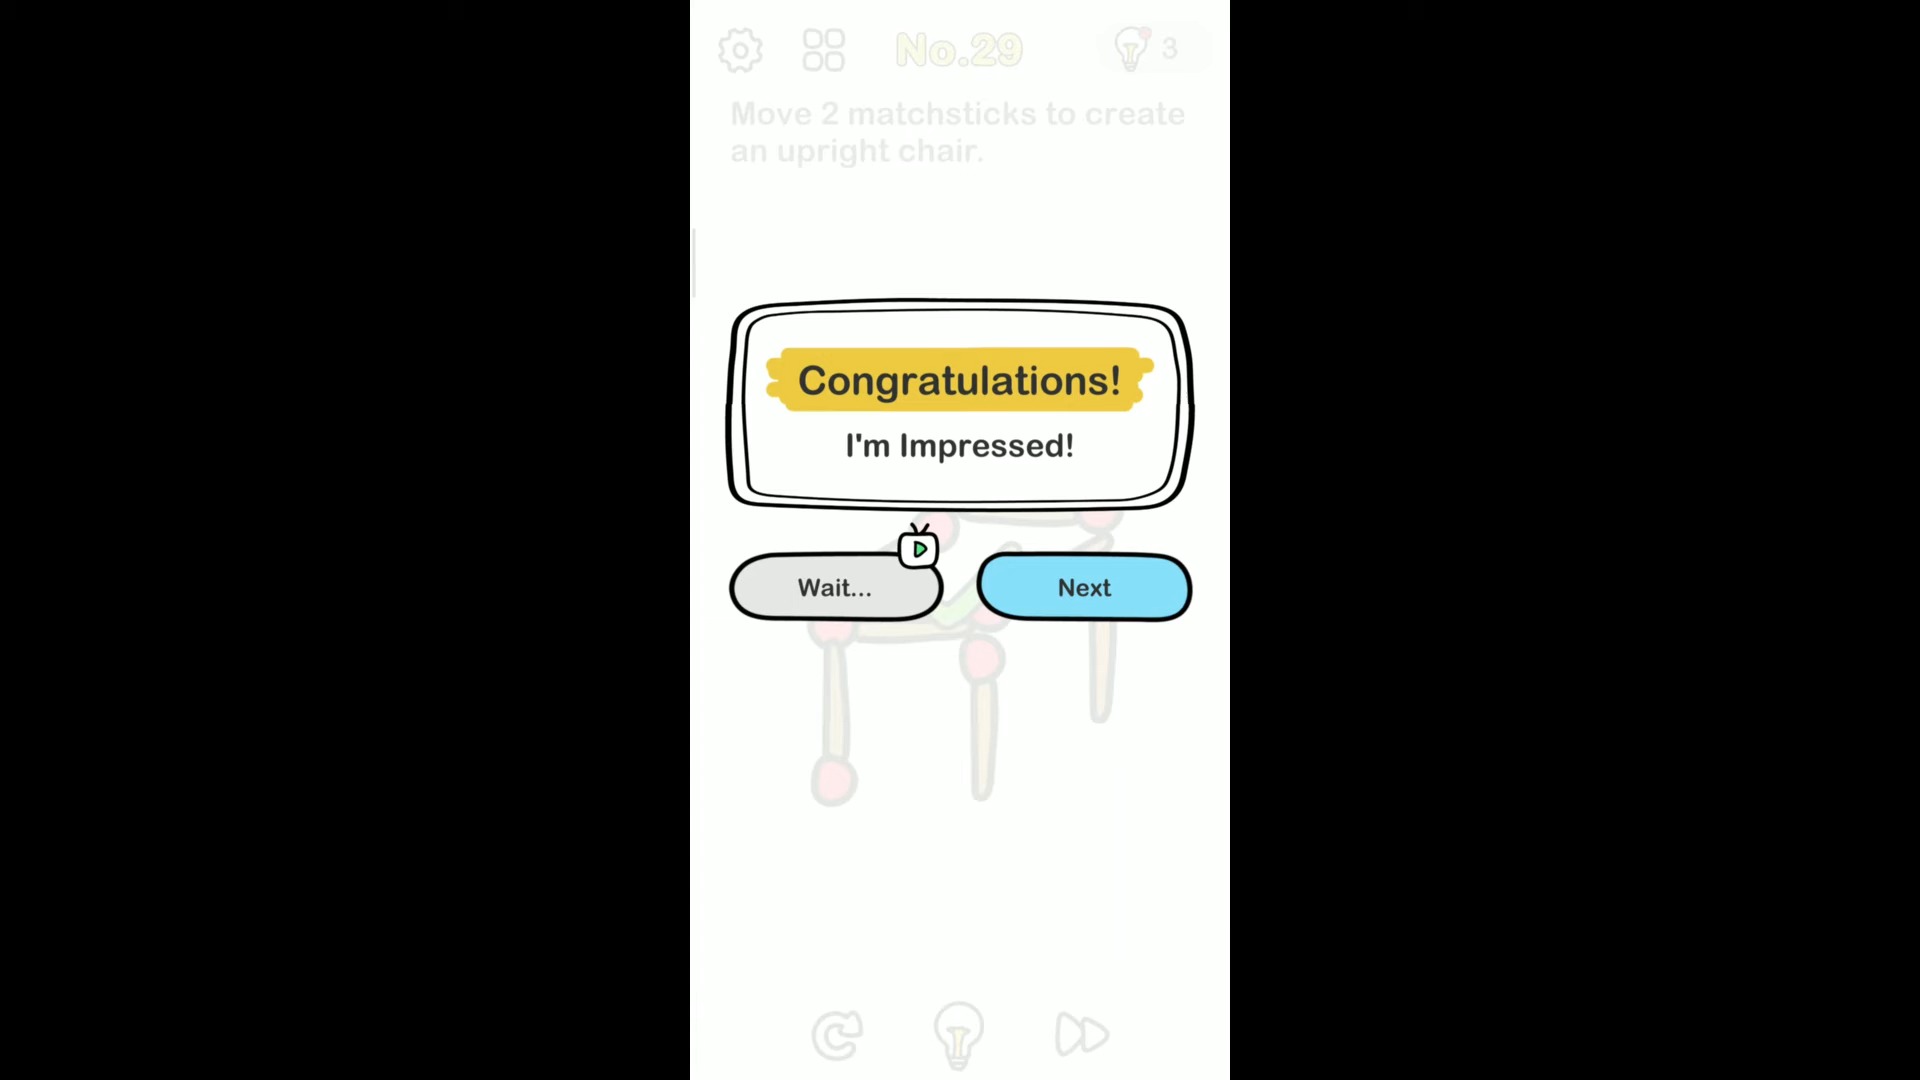 No.29
3
Move 2 matchsticks to create
an upright chair.
Congratulations!
I'm Impressed!
Wait...
Next